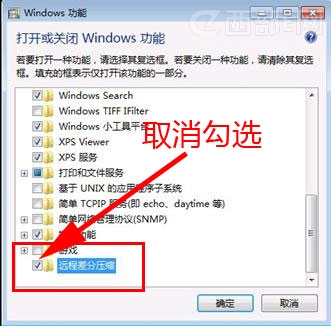 Windows 功能
打开或关闭 Windows 功能
若要打开一种功能，请选择其复选框。若要关闭一种功能，请清除其复选框。填充的框表示仅打开该功能的一部分。
Windows Search
Windows TIFF IFilter
Windows 小工具平台
XPS Viewer
XPS 服务
打印和文件服务
基于 UNIX 的应用程序子系统
简单 TCPIP 服务(即 echo、daytime 等)
简单网络管理协议(SNMP)
功能
游戏
远程差分压缩
取消勾选
确定
取消